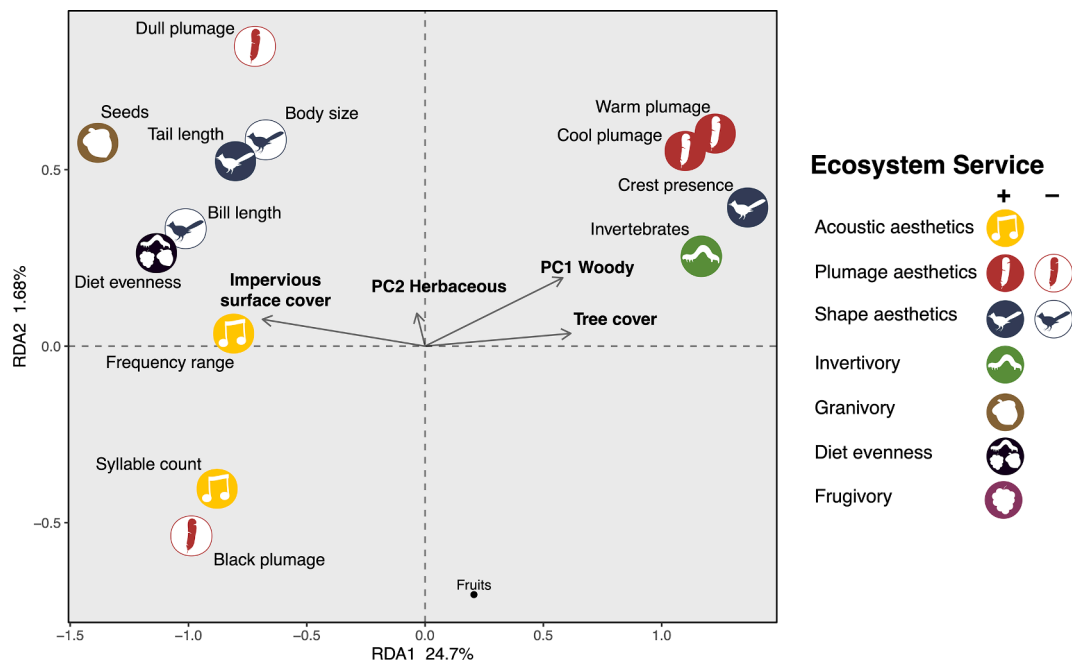 Dull plumage
Seeds
Body size
Tail length
Warm plumage
Cool plumage
Crest presence
Bill length
Invertebrates
Diet evenness
Impervious
surface cover
PC2 Herbaceous
PC1 Woody
Tree cover
Frequency range
Syllable count
Black plumage
Fruits
0.5
0.0
−0.5
RDA2 1.68%
−1.5
−1.0
−0.5
0.0
0.5
1.0
RDA1 24.7%
Ecosystem Service
+ −
Acoustic aesthetics
Plumage aesthetics
Shape aesthetics
Invertivory
Granivory
Diet evenness
Frugivory